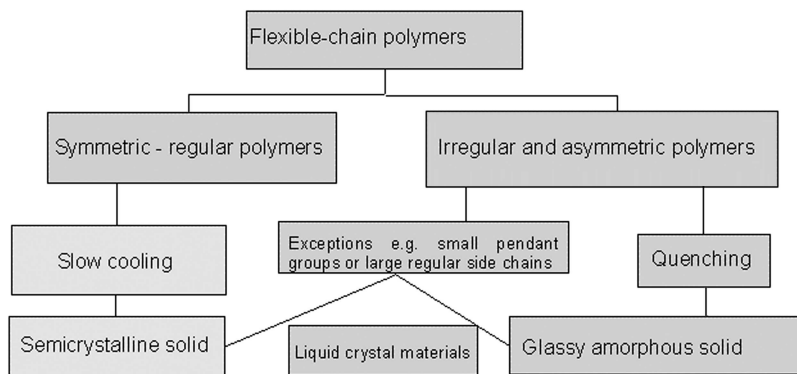 Flexible-chain polymers
Symmetric - regular polymers
Irregular and asymmetric polymers
Slow cooling
Exceptions e.g. small pendant
groups or large regular side chains
Quenching
Semicrystalline solid
Liquid crystal materials
Glassy amorphous solid